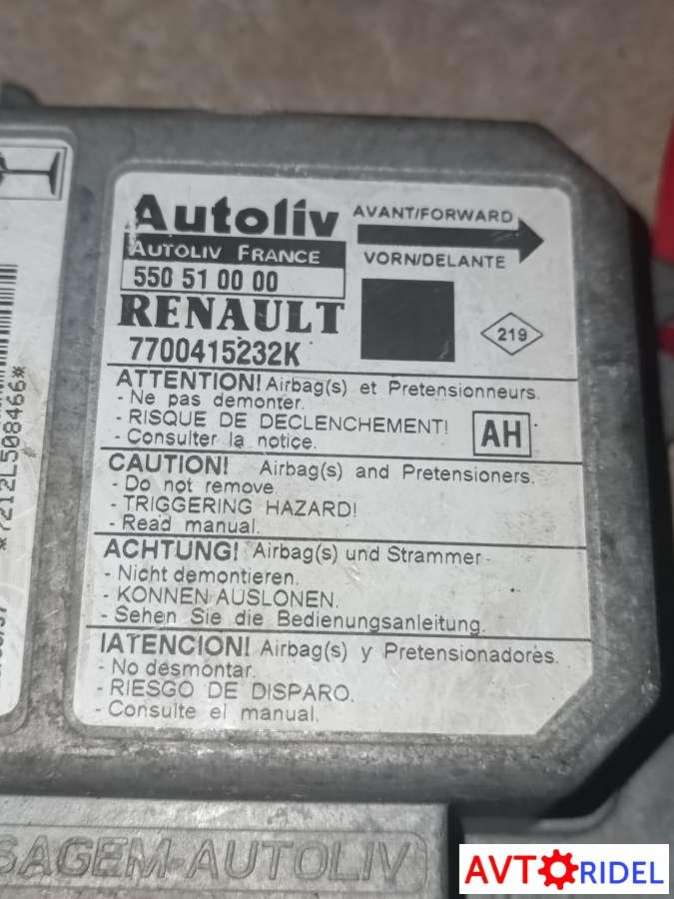 Autoliv
AUTOLIV FRANCE
550 51 00 00
RENAULT
7700415232K
AVANT/FORWARD
VORN/DELANTE
219
ATTENTION! Airbag(s) et Pretensionneurs.
- Ne pas demonter.
- RISQUE DE DECLENCHEMENT!
- Consulter la notice.
AH
CAUTION! Airbag(s) and Pretensioners.
- Do not remove
- TRIGGERING HAZARD!
- Read manual.
ACHTUNG! Airbag(s) und Strammer-
- Nicht demontieren.
- KONNEN AUSLONEN.
- Sehen Sie die Bedienungsanleitung.
IATENCION! Airbag(s) y Pretensionadores.
- No desmontar.
- RIESGO DE DISPARO.
- Consulte el manual.
*7212L508466*
SAGEM-AUTOLIV
AVTORIDEL